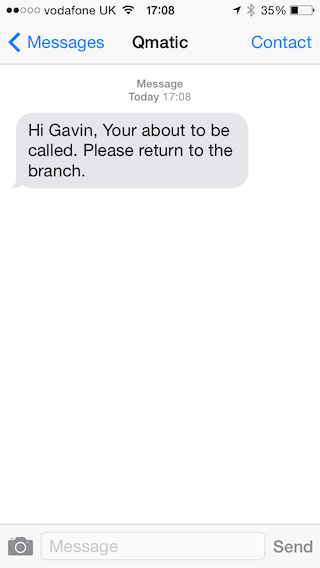 vodafone UK 17:08 35%
Messages Qmatic Contact
Message
Today 17:08
Hi Gavin, Your about to be
called. Please return to the
branch.
Message Send